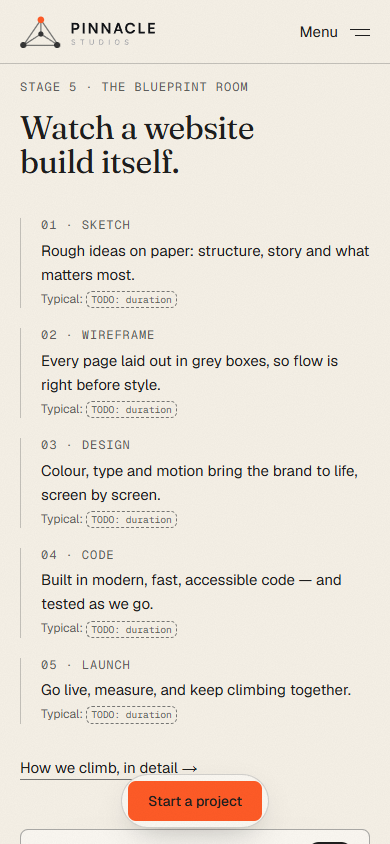 PINNACLE
STUDIOS
Menu
STAGE 5 · THE BLUEPRINT ROOM
Watch a website
build itself.
01 · SKETCH
Rough ideas on paper: structure, story and what
matters most.
Typical: TODO: duration
02 · WIREFRAME
Every page laid out in grey boxes, so flow is
right before style.
Typical: TODO: duration
03 · DESIGN
Colour, type and motion bring the brand to life,
screen by screen.
Typical: TODO: duration
04 · CODE
Built in modern, fast, accessible code — and
tested as we go.
Typical: TODO: duration
05 · LAUNCH
Go live, measure, and keep climbing together.
Typical: TODO: duration
How we climb, in detail →
Start a project